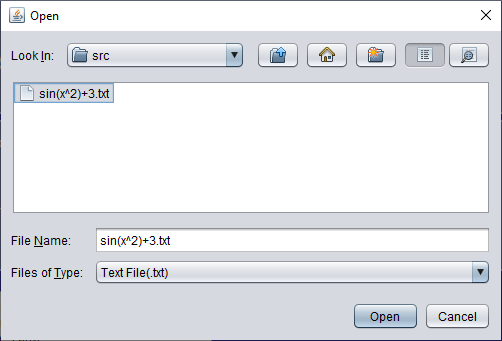 Open
Look In: src
sin(x^2)+3.txt
File Name: sin(x^2)+3.txt
Files of Type: Text File(.txt)
Open Cancel